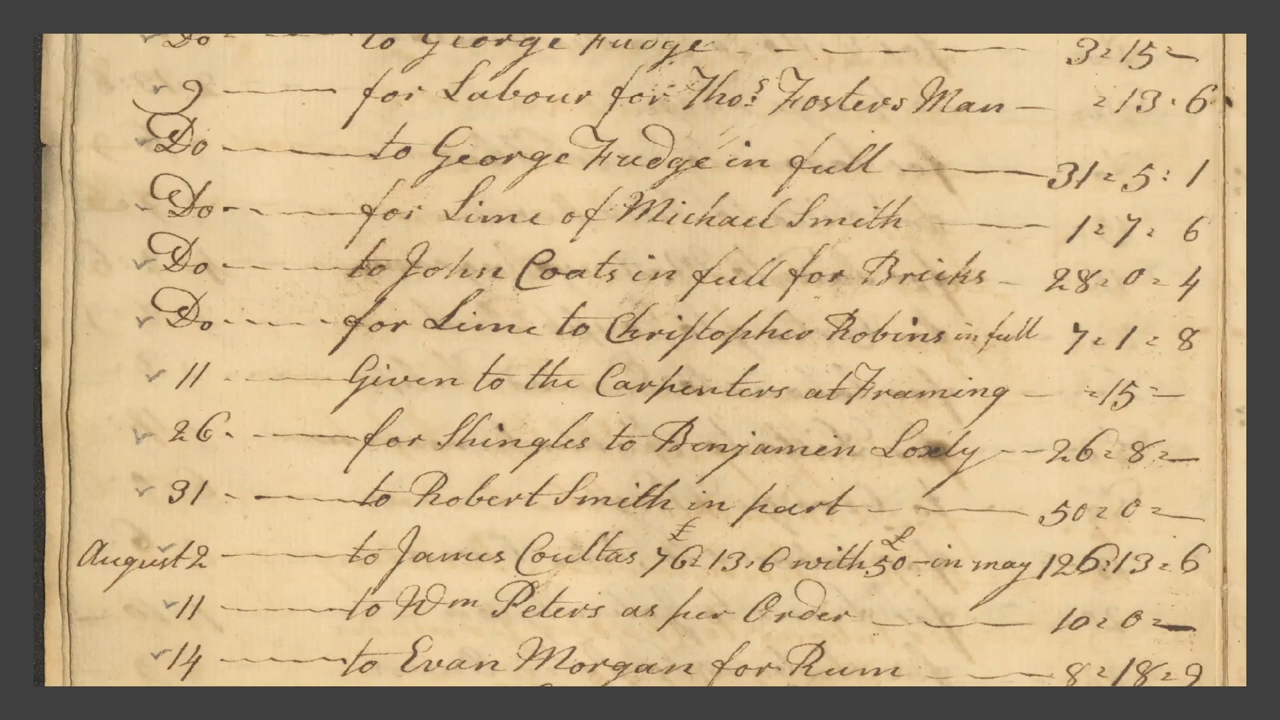 Do to George Fudge 3=15=
9 for Labour for Thos Fosters Man =13=6
Do to George Fudge in full 31=5=1
Do for Lime of Michael Smith 1=7=6
Do to John Coats in full for Bricks 28=0=4
Do for Lime to Christopher Robins in full 7=1=8
11 Given to the Carpenters at Framing =15=
26 for Shingles to Benjamin Loxly 26=8=
31 to Robert Smith in part 50=0=
August 2 to James Coultas £76=13=6 with £50 in may 126=13=6
11 to Wm Peters as per Order 10=0=
14 to Evan Morgan for Rum 8=18=9